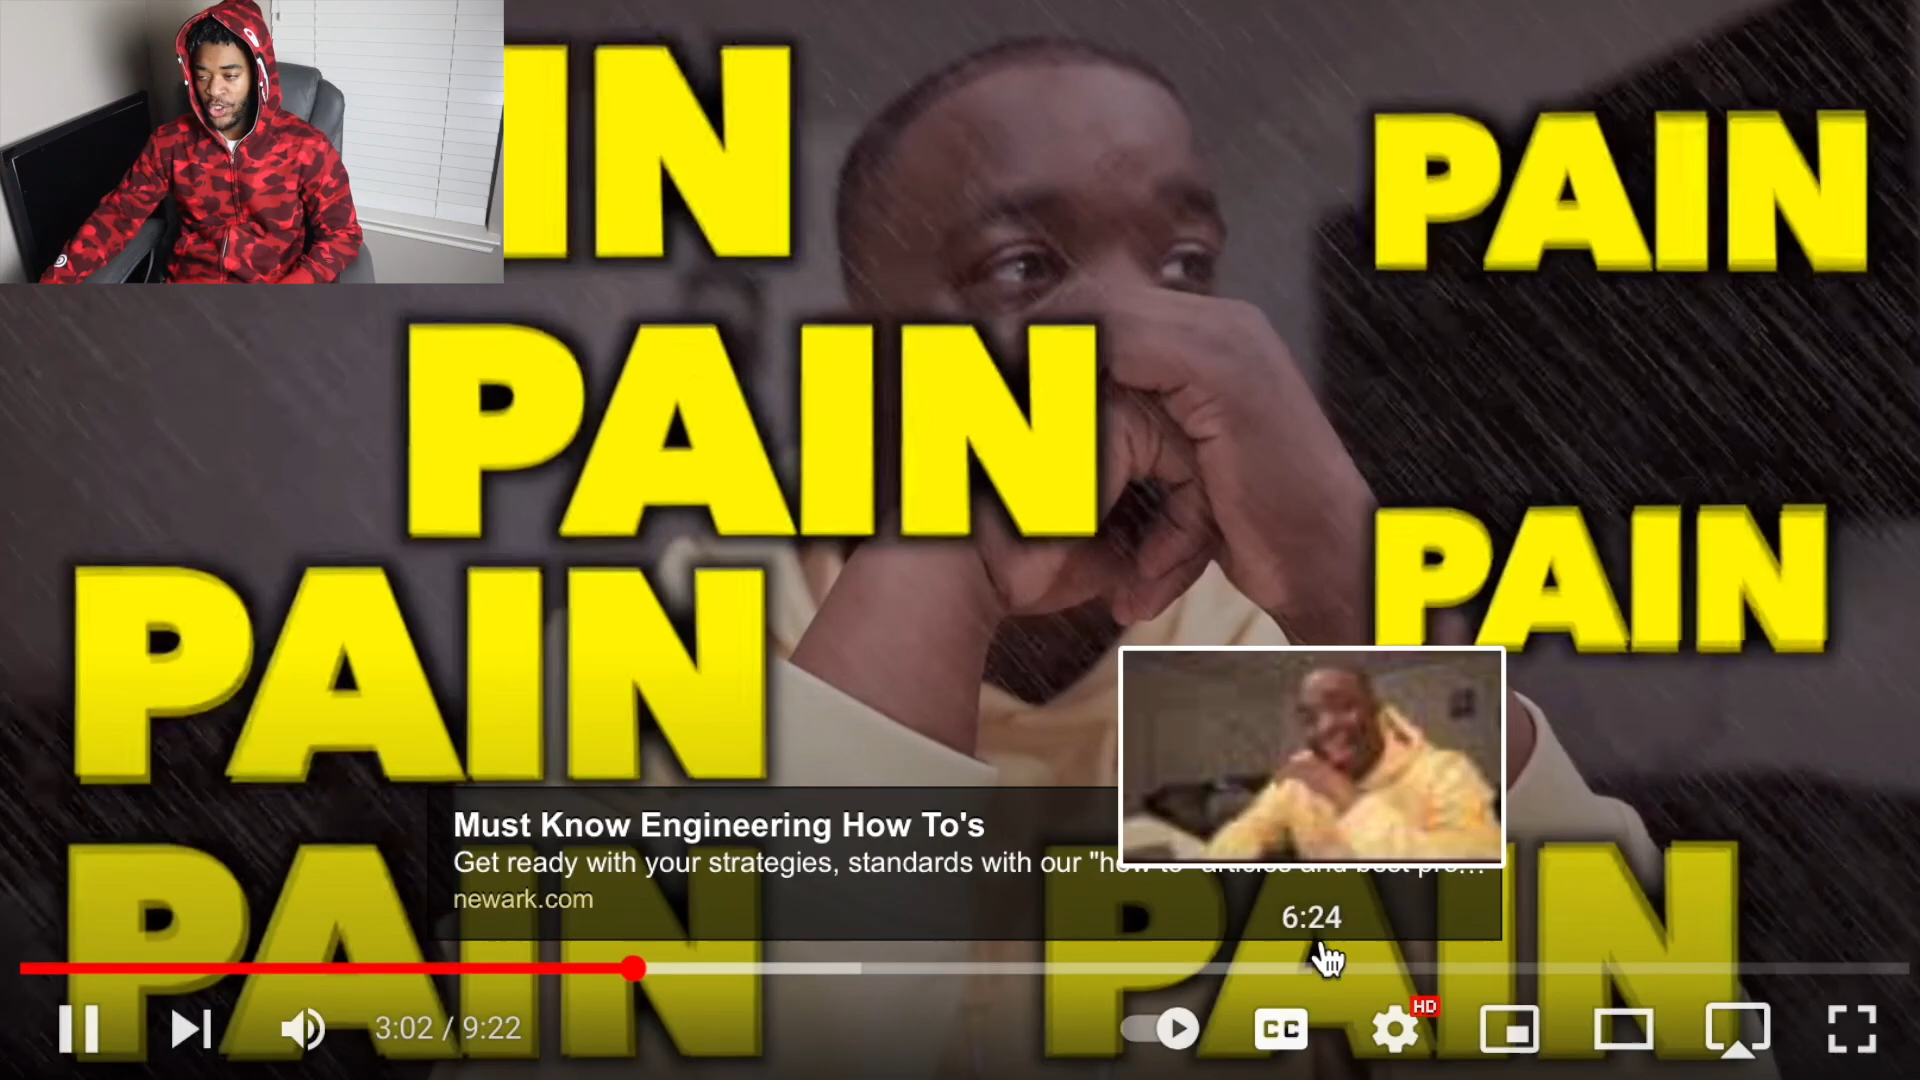 IN
PAIN
PAIN
PAIN
PAIN
Must Know Engineering How To's
Get ready with your strategies, standards with our
newark.com
PAIN
PAIN
6:24
3:02 / 9:22
CC
HD